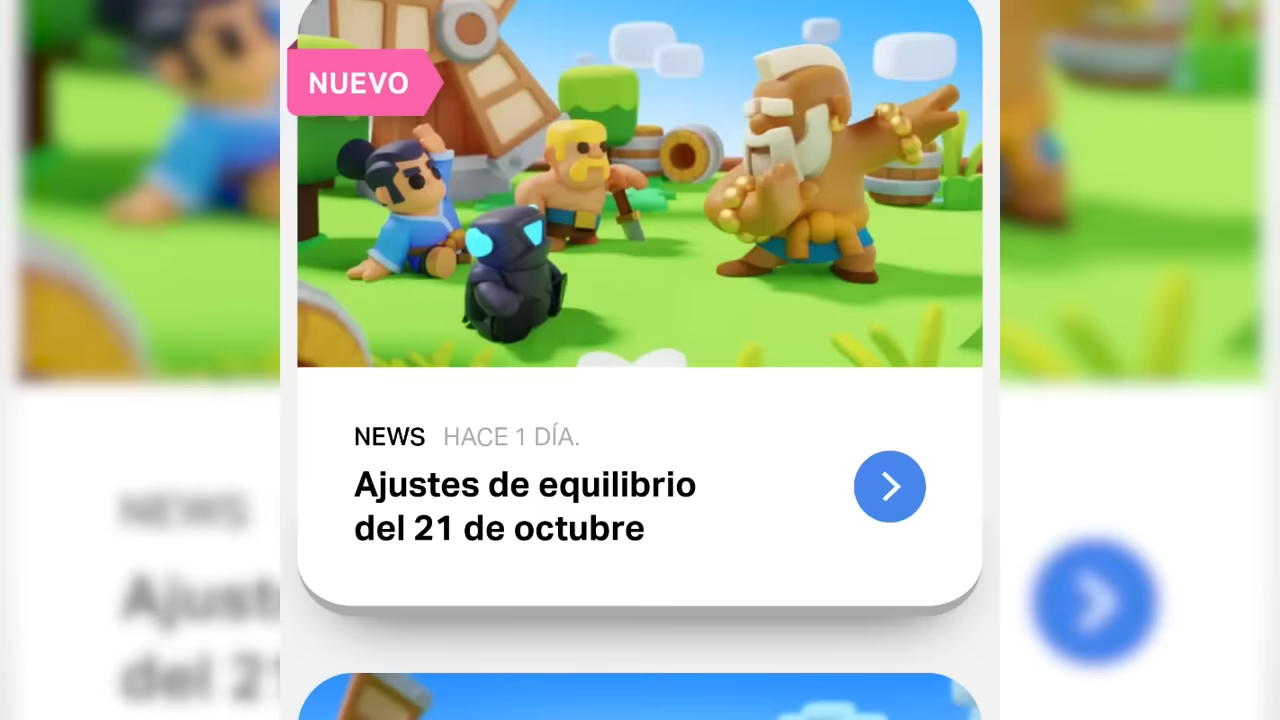 NUEVO
NEWS HACE 1 DÍA.
Ajustes de equilibrio
del 21 de octubre